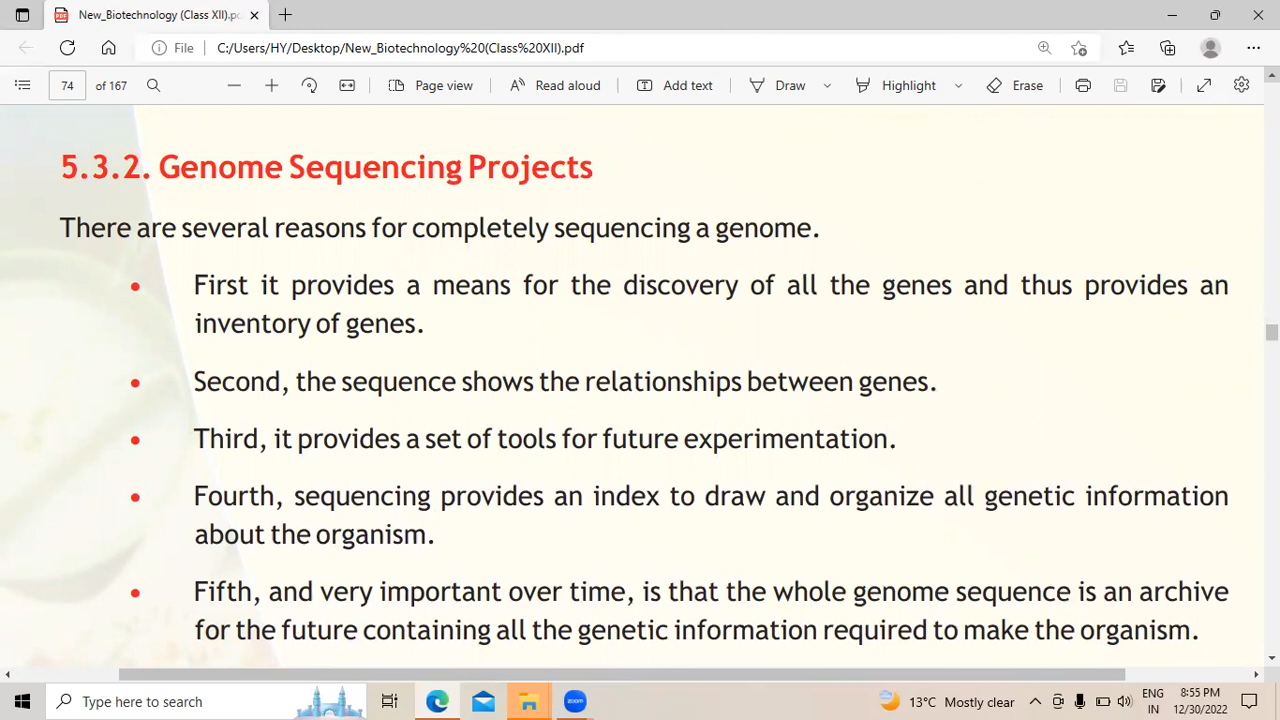 New_Biotechnology (Class XII).pd
File C:/Users/HY/Desktop/New_Biotechnology%20(Class%20XII).pdf
74 of 167 Page view Read aloud Add text Draw Highlight Erase
5.3.2. Genome Sequencing Projects
There are several reasons for completely sequencing a genome.
• First it provides a means for the discovery of all the genes and thus provides an
inventory of genes.
• Second, the sequence shows the relationships between genes.
• Third, it provides a set of tools for future experimentation.
• Fourth, sequencing provides an index to draw and organize all genetic information
about the organism.
• Fifth, and very important over time, is that the whole genome sequence is an archive
for the future containing all the genetic information required to make the organism.
Type here to search zoom 13°C Mostly clear ENG 8:55 PM
IN 12/30/2022